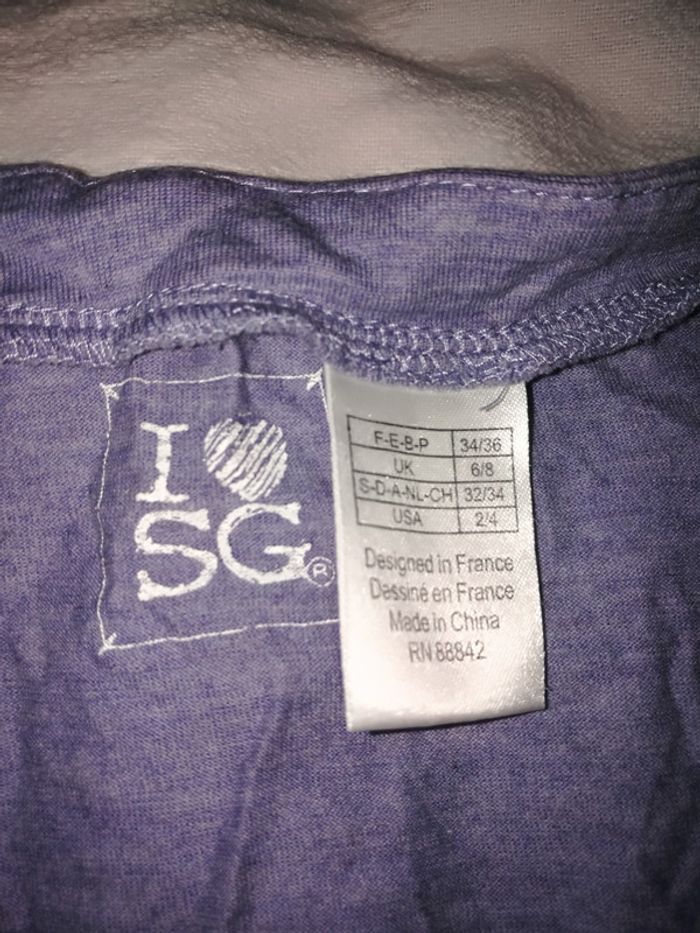 I
SG®
F-E-B-P 34/36
UK 6/8
S-D-A-NL-CH 32/34
USA 2/4
Designed in France
Dessiné en France
Made in China
RN 88842